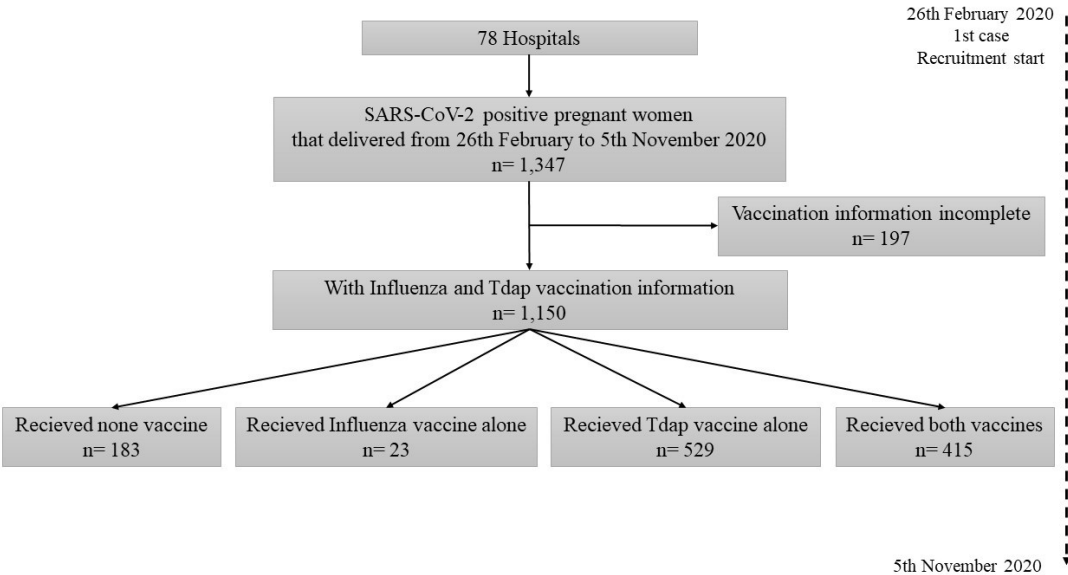 26th February 2020
1st case
Recruitment start
78 Hospitals
SARS-CoV-2 positive pregnant women
that delivered from 26th February to 5th November 2020
n= 1,347
Vaccination information incomplete
n= 197
With Influenza and Tdap vaccination information
n= 1,150
Recieved none vaccine
n= 183
Recieved Influenza vaccine alone
n= 23
Recieved Tdap vaccine alone
n= 529
Recieved both vaccines
n= 415
5th November 2020